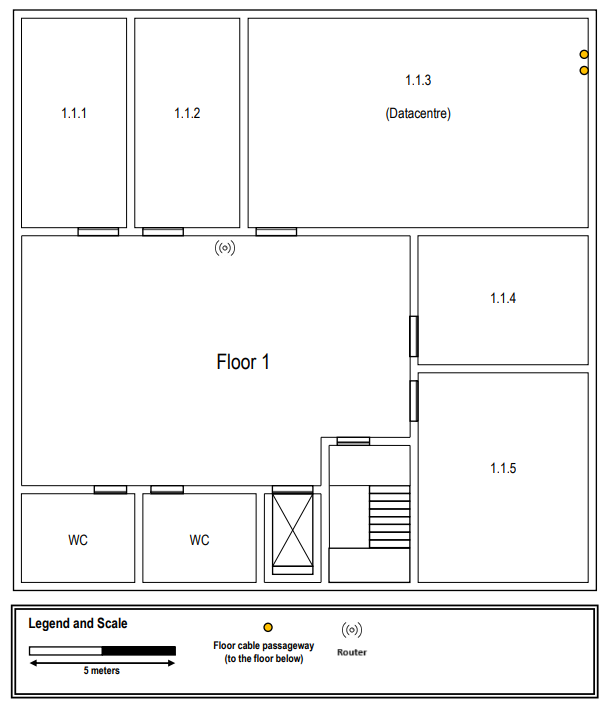 1.1.1
1.1.2
1.1.3
(Datacentre)
1.1.4
Floor 1
1.1.5
WC
WC
Legend and Scale
5 meters
Floor cable passageway
(to the floor below)
Router